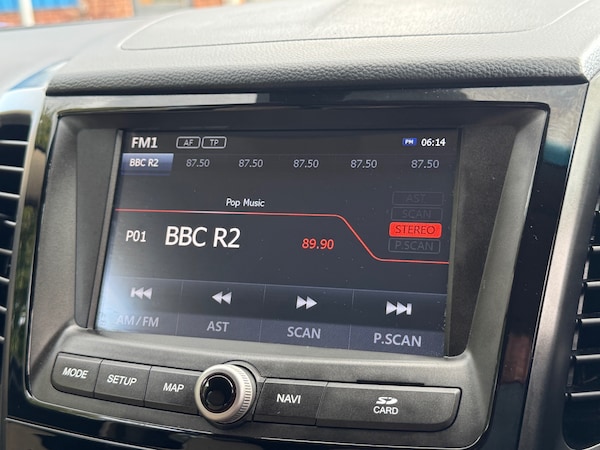 FM1 AF TP PM 06:14
BBC R2 87.50 87.50 87.50 87.50 87.50
Pop Music
AST
SCAN
STEREO
P01 BBC R2 89.90
P.SCAN
AM/FM AST SCAN P.SCAN
MODE SETUP MAP NAVI SD CARD